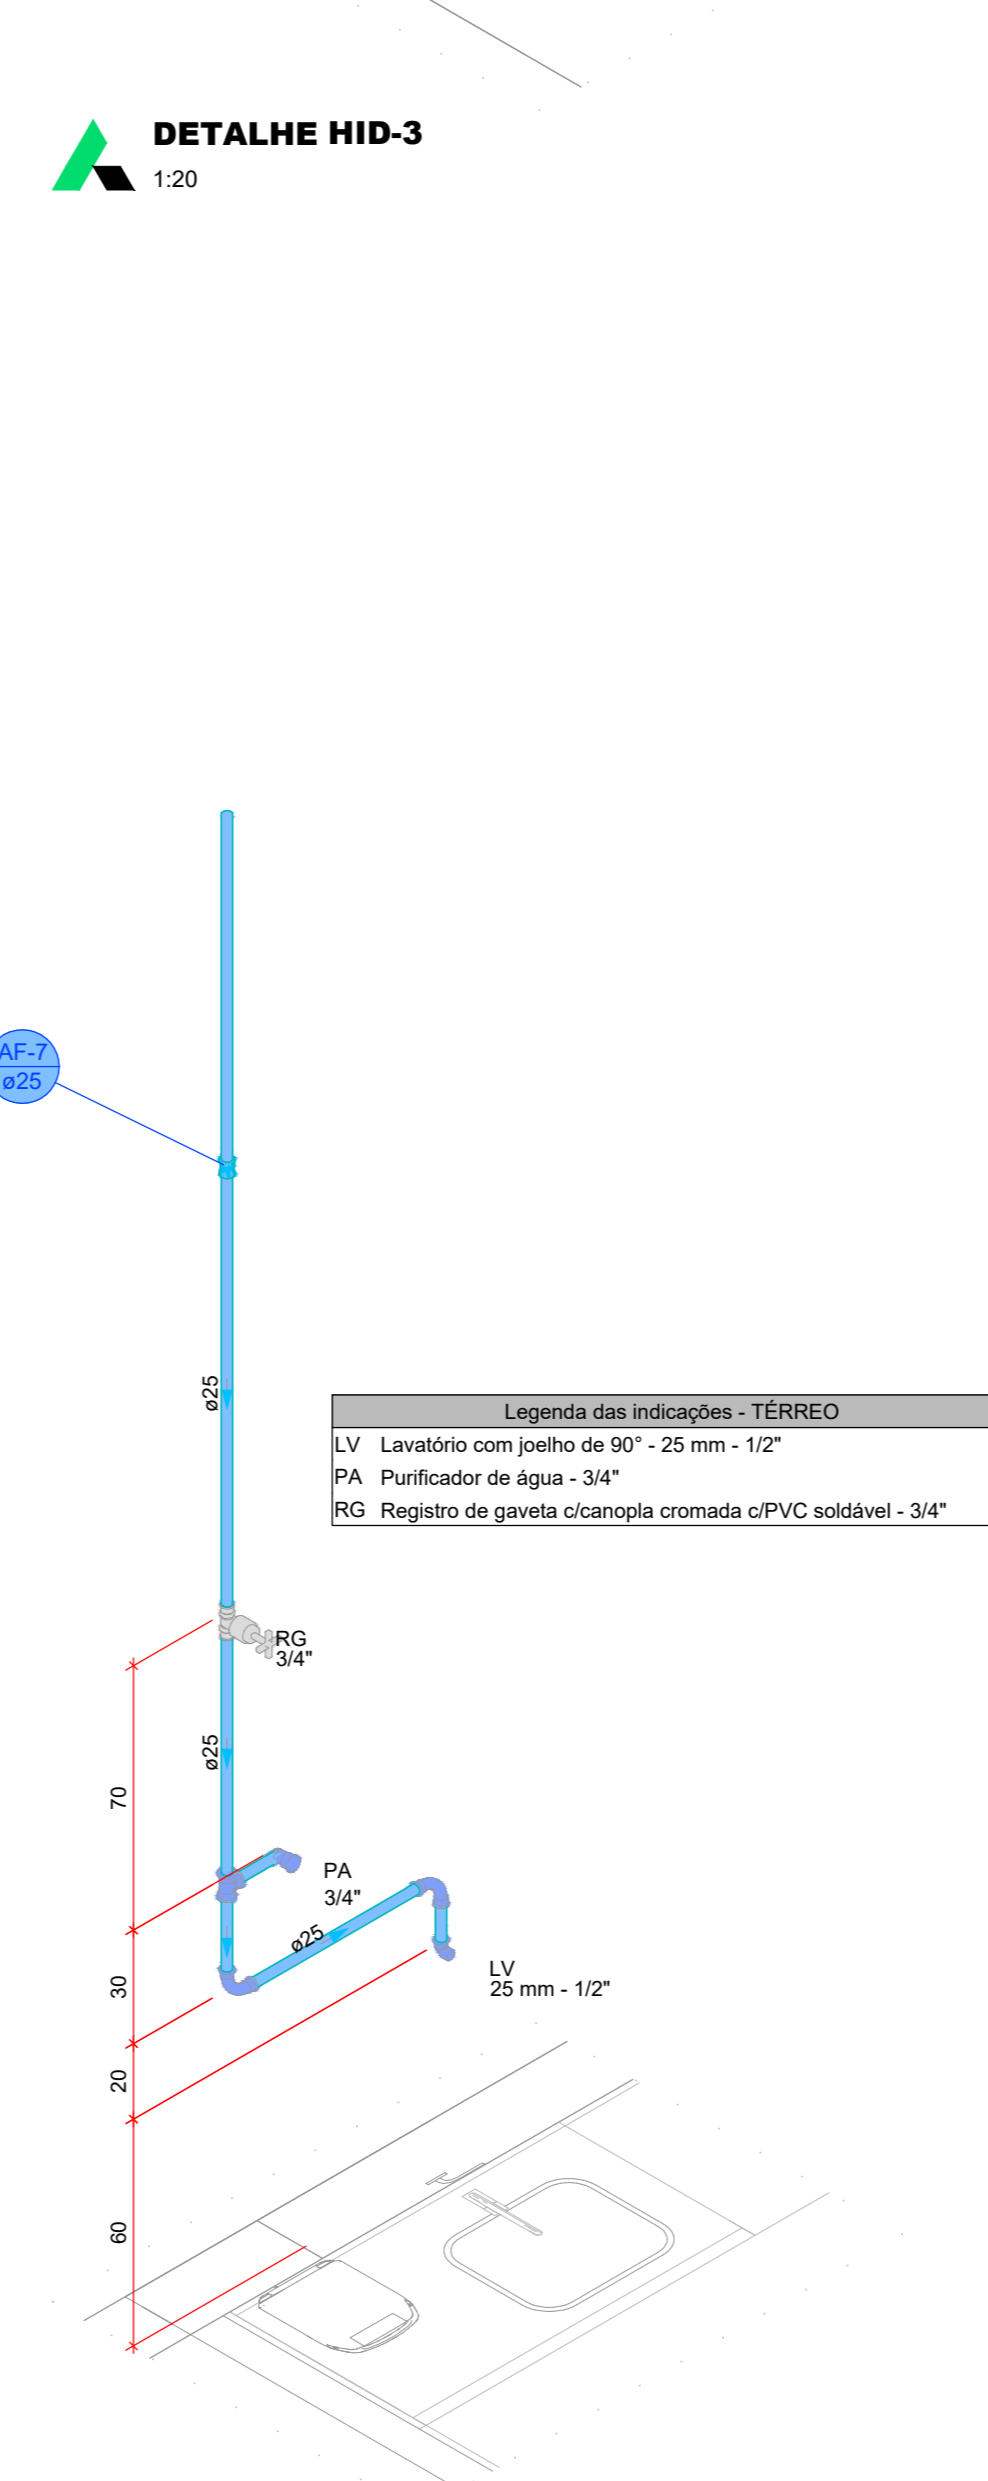 DETALHE HID-3
1:20
AF-7
ø25
ø25
Legenda das indicações - TÉRREO
LV Lavatório com joelho de 90° - 25 mm - 1/2"
PA Purificador de água - 3/4"
RG Registro de gaveta c/canopla cromada c/PVC soldável - 3/4"
RG
3/4"
ø25
70
PA
3/4"
ø25
30
LV
25 mm - 1/2"
20
60